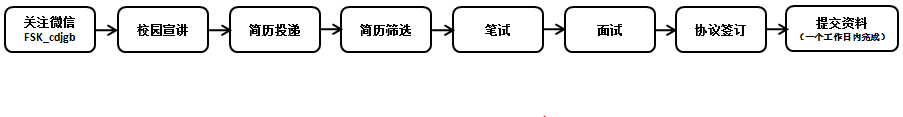 关注微信
FSK_cdjgb
校园宣讲
简历投递
简历筛选
笔试
面试
协议签订
提交资料
（一个工作日内完成）